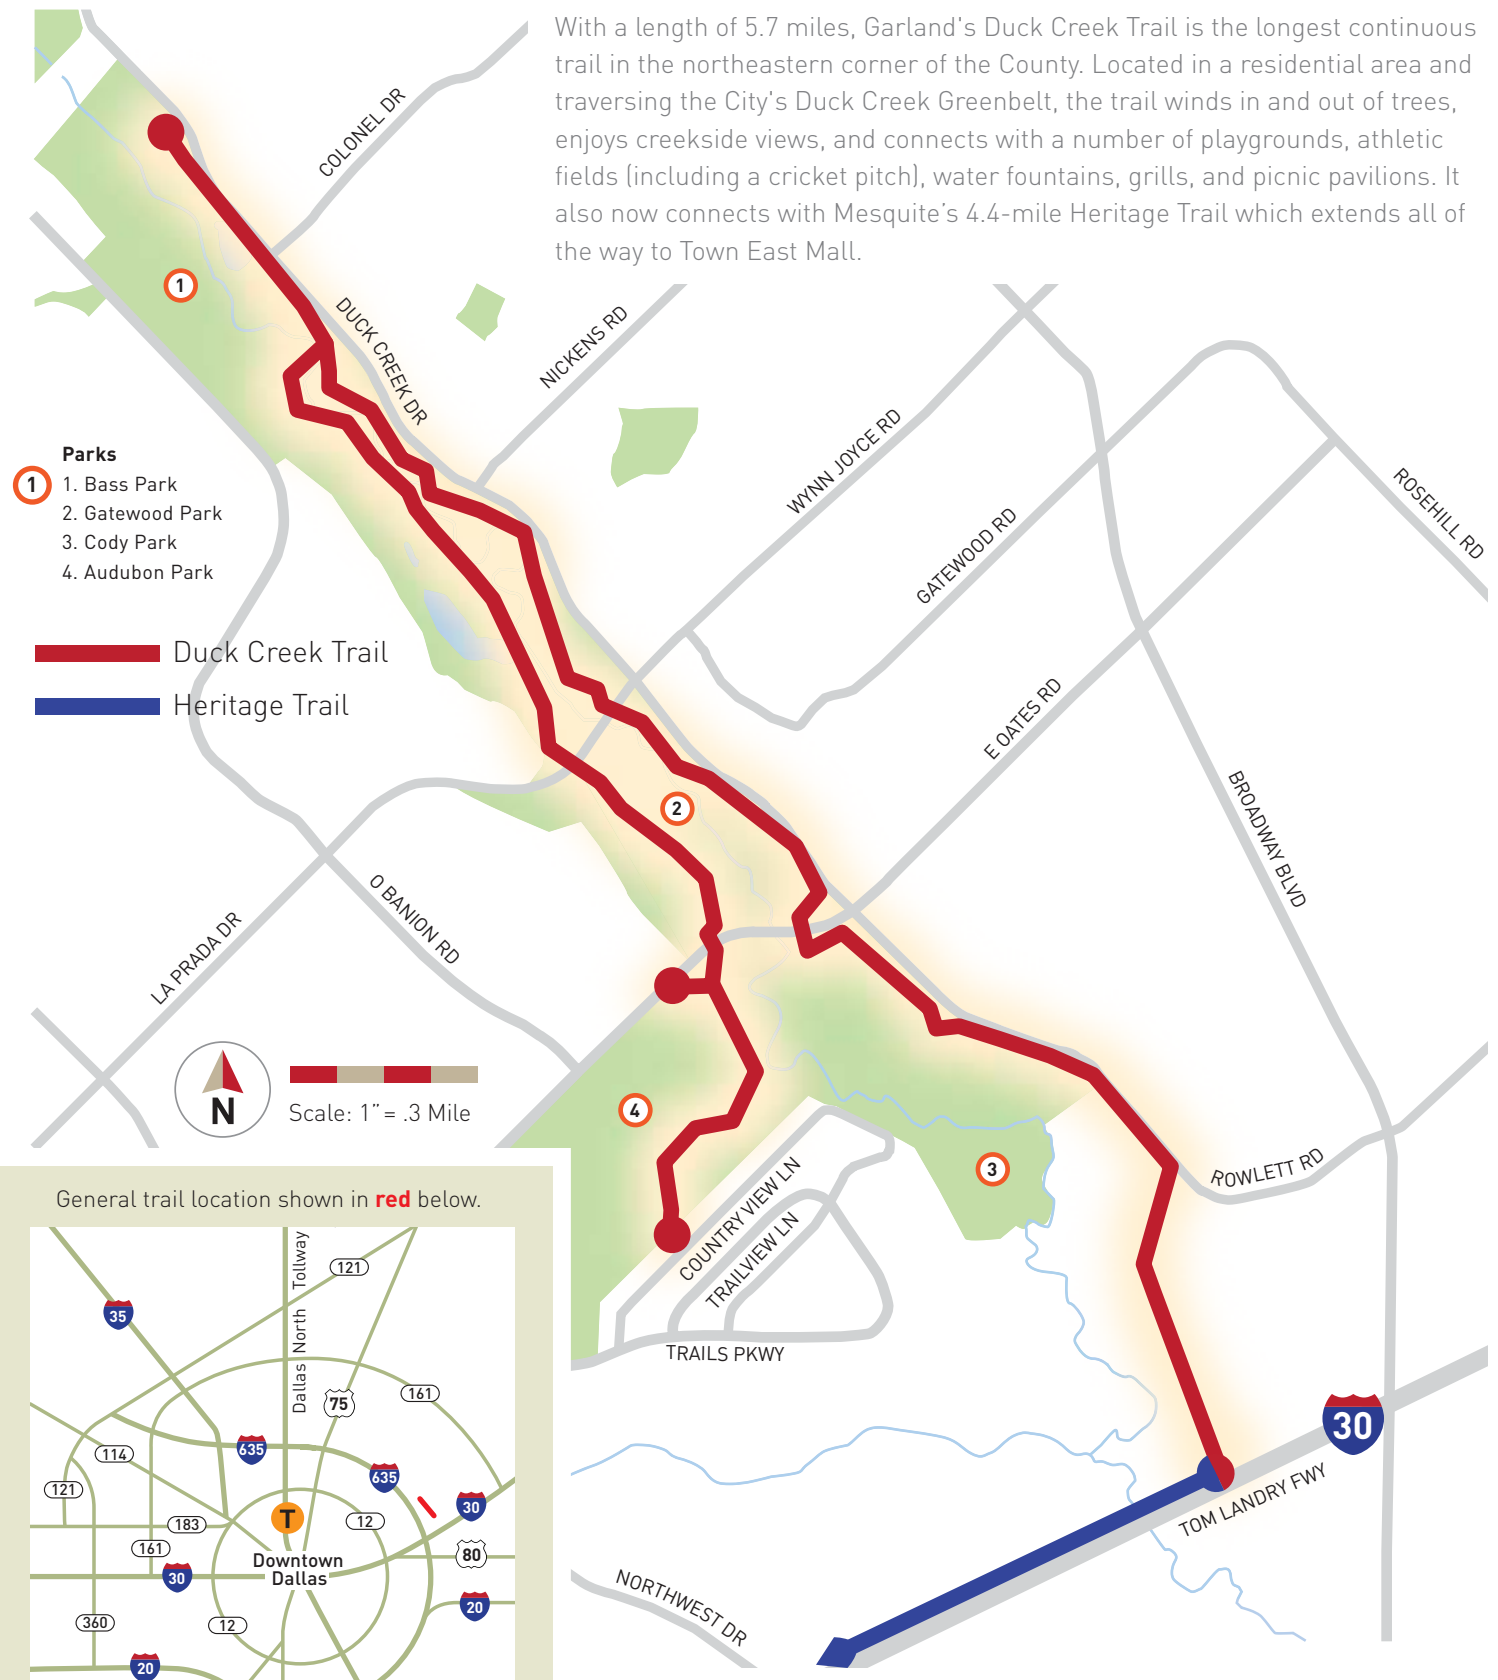 With a length of 5.7 miles, Garland's Duck Creek Trail is the longest continuous
trail in the northeastern corner of the County. Located in a residential area and
traversing the City's Duck Creek Greenbelt, the trail winds in and out of trees,
enjoys creekside views, and connects with a number of playgrounds, athletic
fields (including a cricket pitch), water fountains, grills, and picnic pavilions. It
also now connects with Mesquite’s 4.4-mile Heritage Trail which extends all of
the way to Town East Mall.
COLONEL DR
1
DUCK CREEK DR
NICKENS RD
WYNN JOYCE RD
GATEWOOD RD
ROSEHILL RD
Parks
1
1. Bass Park
2. Gatewood Park
3. Cody Park
4. Audubon Park
Duck Creek Trail
Heritage Trail
E OATES RD
2
BROADWAY BLVD
O BANION RD
LA PRADA DR
N
Scale: 1”= .3 Mile
4
3
ROWLETT RD
COUNTRY VIEW LN
TRAILVIEW LN
TRAILS PKWY
30
TOM LANDRY FWY
NORTHWEST DR
General trail location shown in red below.
Dallas North Tollway
121
35
75
161
635
114
635
121
30
T
183
12
161
Downtown
Dallas
80
30
20
360
12
20